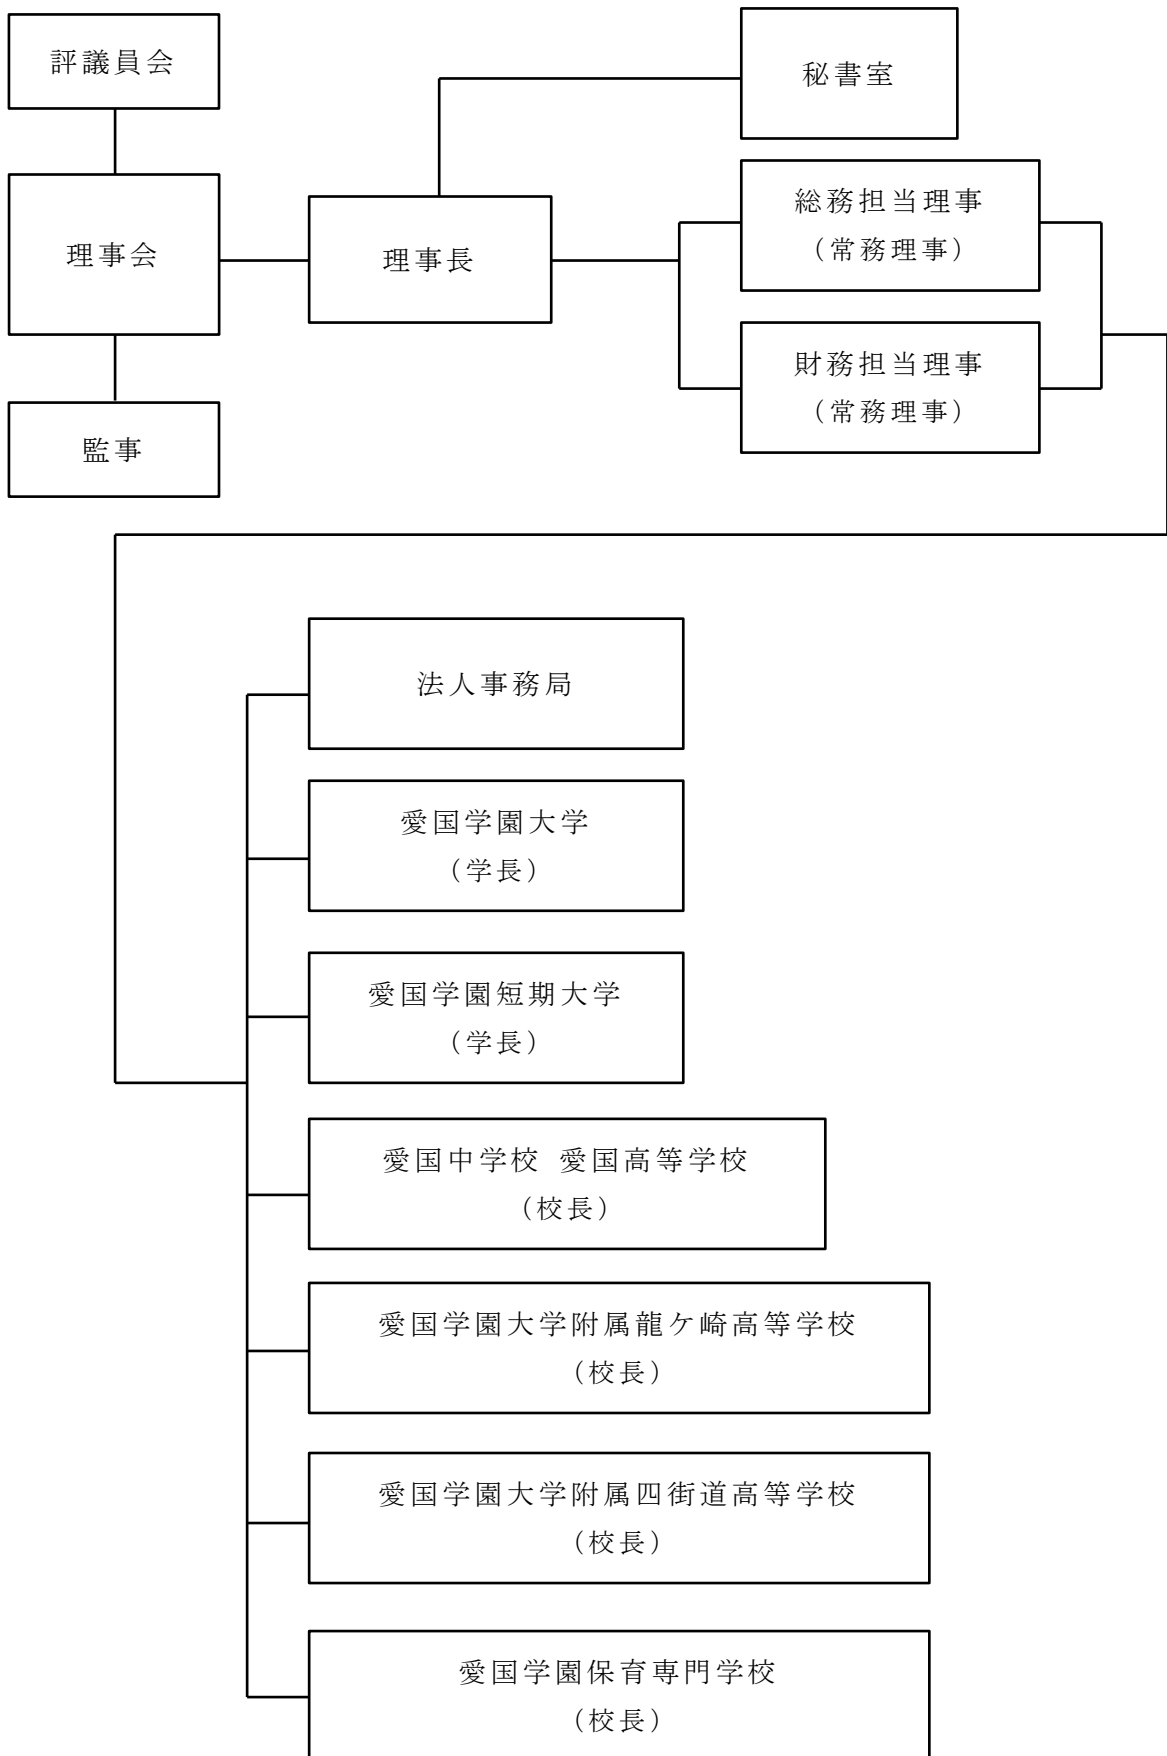 評議員会
秘書室
理事会
理事長
総務担当理事
（常務理事）
財務担当理事
（常務理事）
監事
法人事務局
愛国学園大学
（学長）
愛国学園短期大学
（学長）
愛国中学校 愛国高等学校
（校長）
愛国学園大学附属龍ケ崎高等学校
（校長）
愛国学園大学附属四街道高等学校
（校長）
愛国学園保育専門学校
（校長）